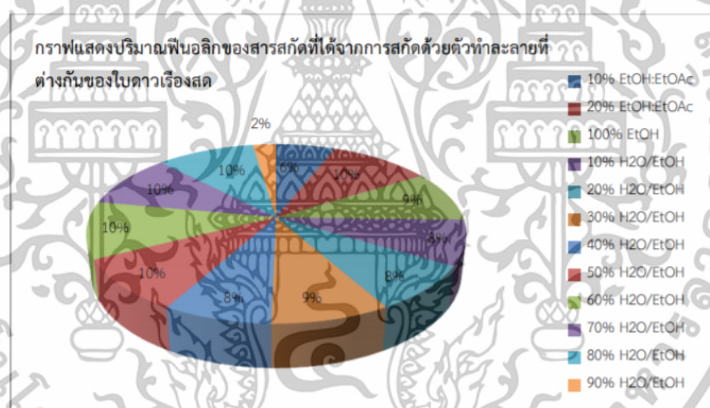 กราฟแสดงปริมาณฟีนอลิกของสารสกัดที่ได้จากการสกัดด้วยตัวทำละลายที่
ต่างกันของใบดาวเรืองสด
10% EtOH:EtOAc
20% EtOH:EtOAc
100% EtOH
10% H2O/EtOH
20% H2O/EtOH
30% H2O/EtOH
40% H2O/EtOH
50% H2O/EtOH
60% H2O/EtOH
70% H2O/EtOH
80% H2O/EtOH
90% H2O/EtOH
2%
6%
10%
9%
8%
8%
9%
8%
10%
10%
10%
10%